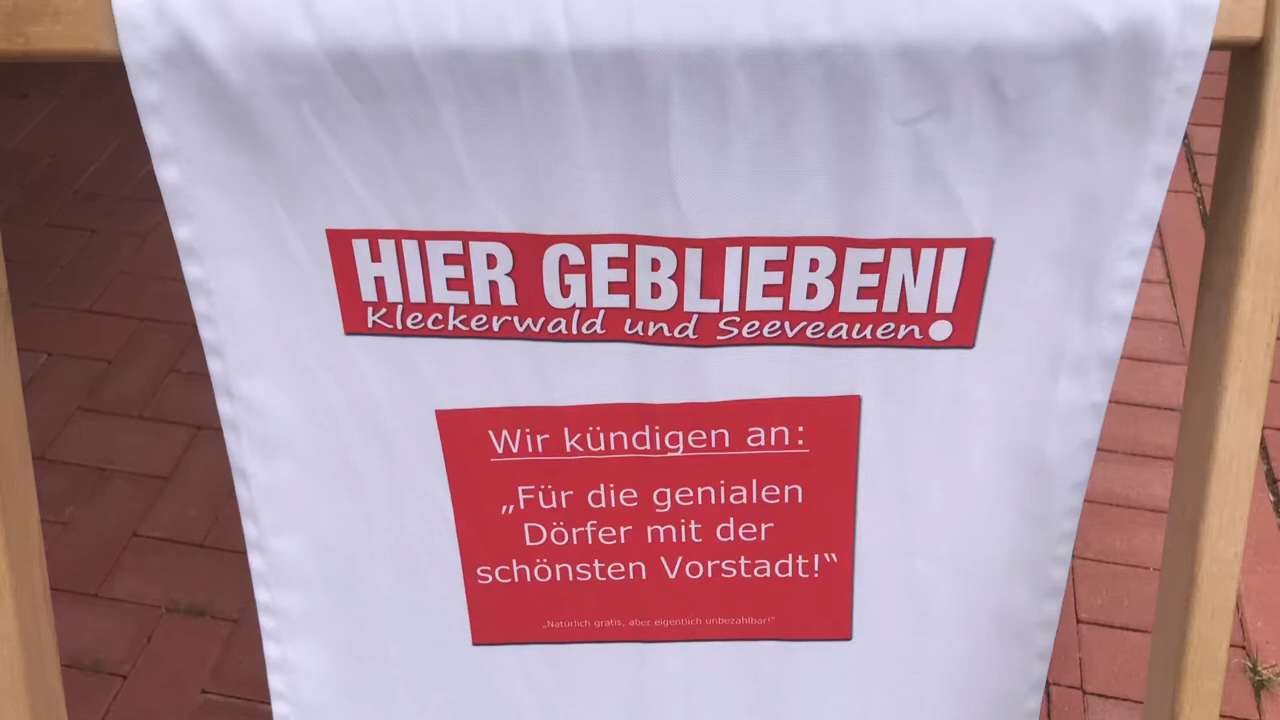 HIER GEBLIEBEN!
Kleckerwald und Seeveauen
Wir kündigen an:
„Für die genialen
Dörfer mit der
schönsten Vorstadt!“
„Natürlich gratis, aber eigentlich unbezahlbar!“